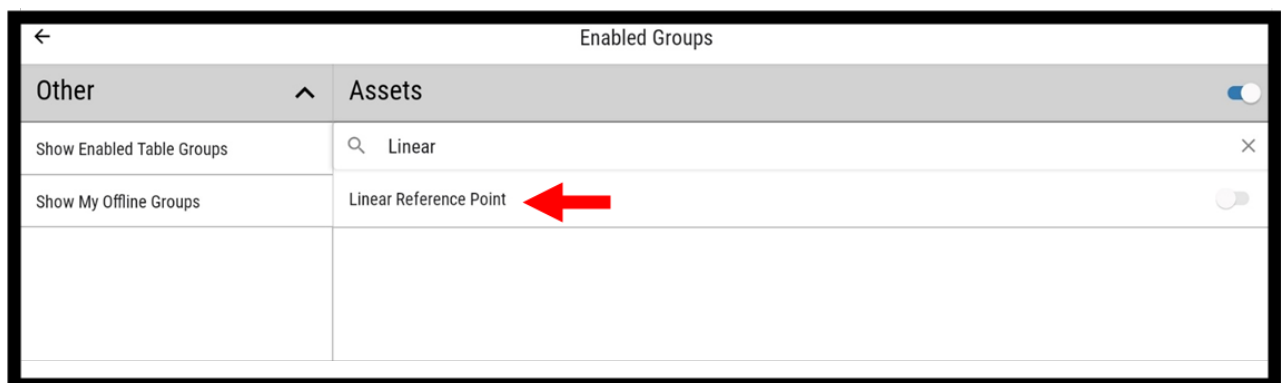 Enabled Groups
Other
Assets
Show Enabled Table Groups
Linear
Show My Offline Groups
Linear Reference Point